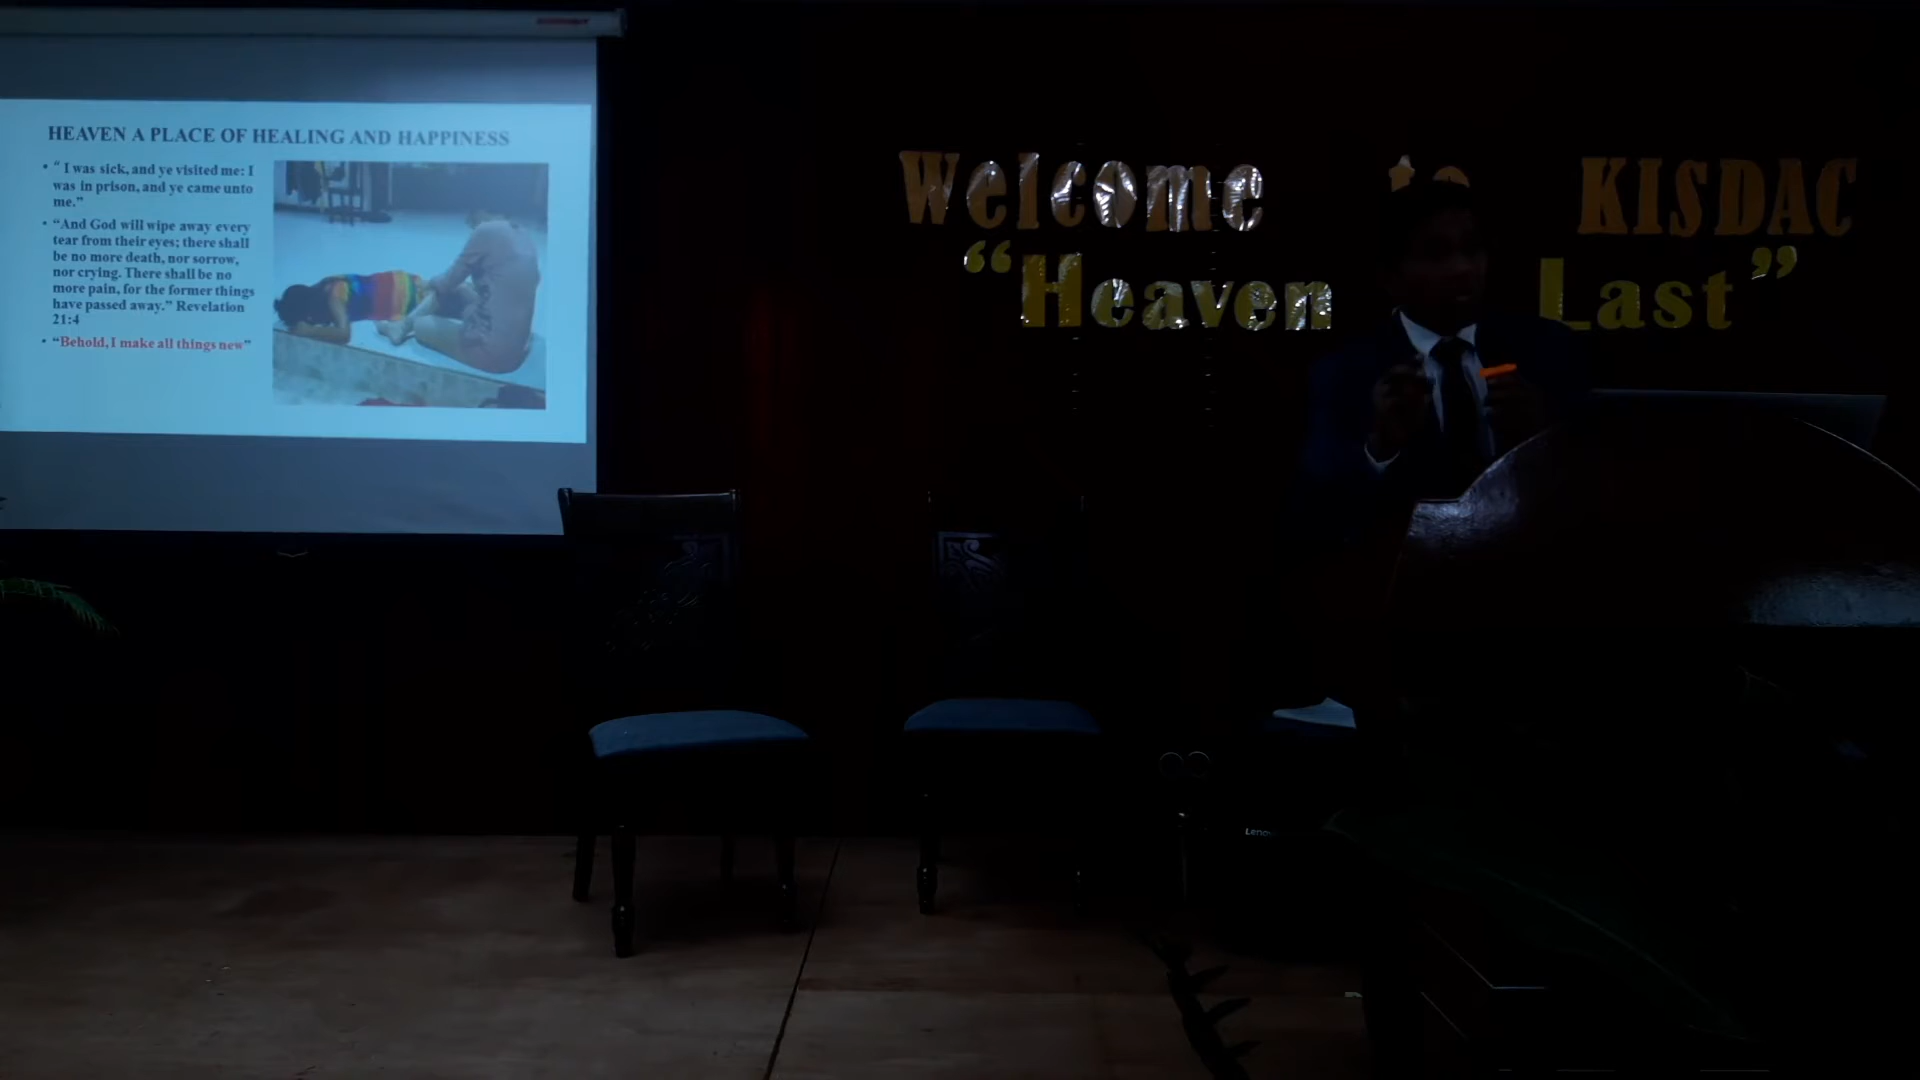 HEAVEN A PLACE OF HEALING AND HAPPINESS
• “ I was sick, and ye visited me: I
was in prison, and ye came unto
me.”
• “And God will wipe away every
tear from their eyes; there shall
be no more death, nor sorrow,
nor crying. There shall be no
more pain, for the former things
have passed away.” Revelation
21:4
• “Behold, I make all things new”
Welcome to KISDAC
“Heaven Last”